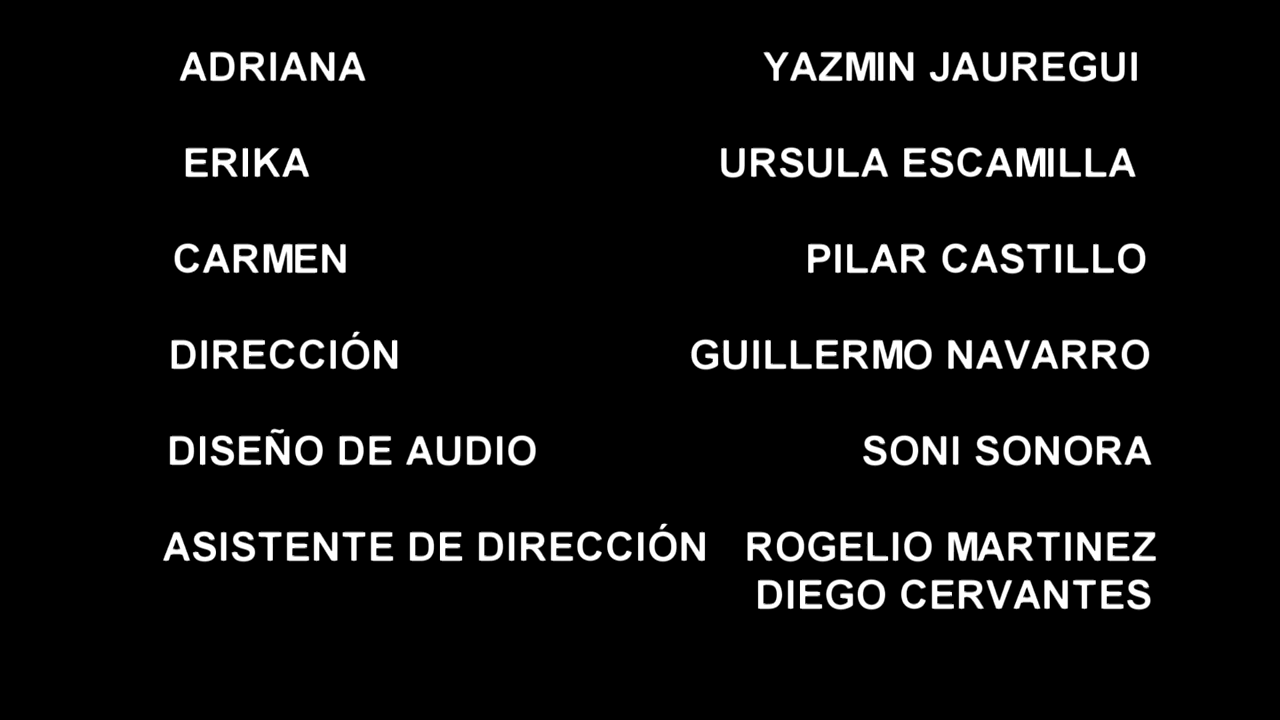 ADRIANA YAZMIN JAUREGUI
ERIKA URSULA ESCAMILLA
CARMEN PILAR CASTILLO
DIRECCIÓN GUILLERMO NAVARRO
DISEÑO DE AUDIO SONI SONORA
ASISTENTE DE DIRECCIÓN ROGELIO MARTINEZ
DIEGO CERVANTES